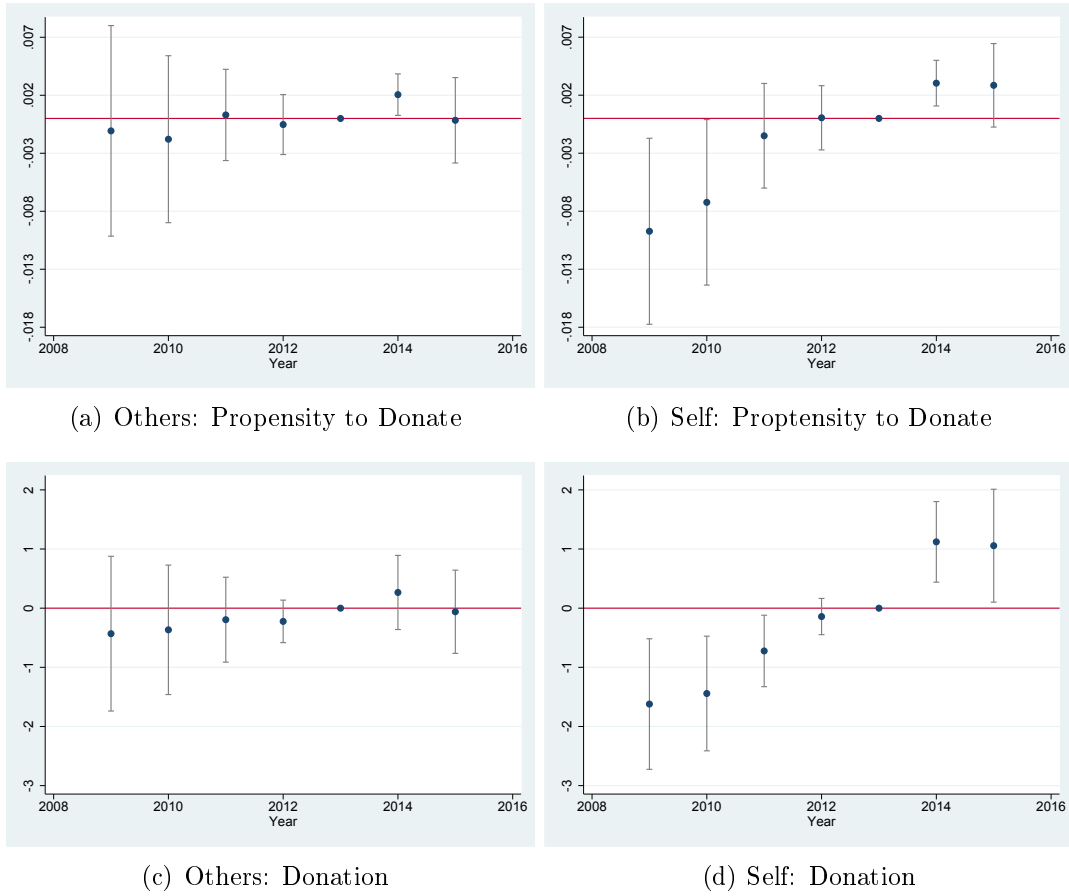 .007
.002
-.003
-.008
-.013
-.018
2008 2010 2012 2014 2016
Year
(a) Others: Propensity to Donate
.007
.002
-.003
-.008
-.013
-.018
2008 2010 2012 2014 2016
Year
(b) Self: Proptensity to Donate
2
1
0
-1
-2
-3
2008 2010 2012 2014 2016
Year
(c) Others: Donation
2
1
0
-1
-2
-3
2008 2010 2012 2014 2016
Year
(d) Self: Donation